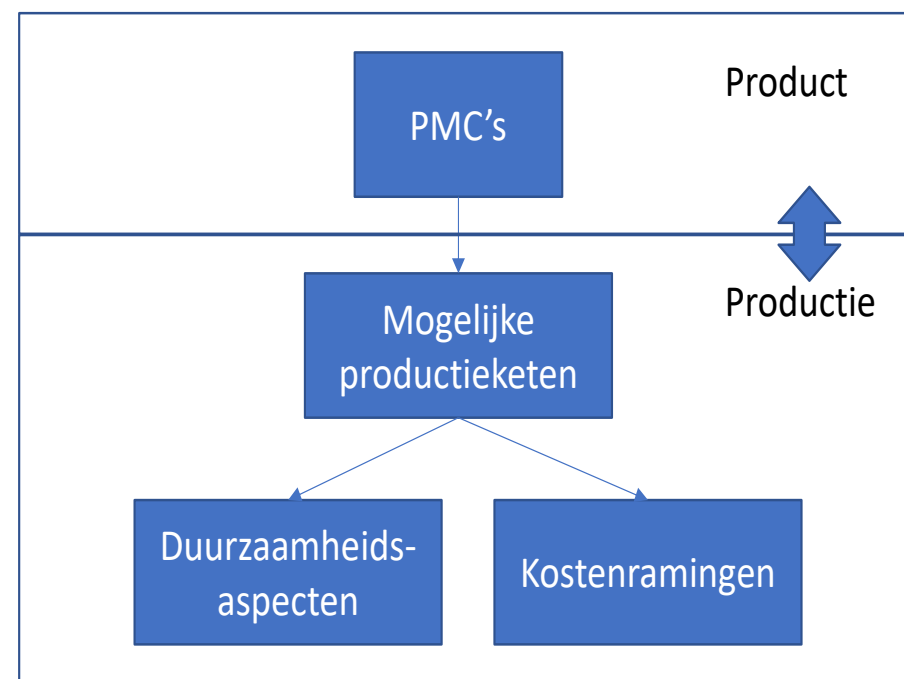 Product
PMC's
Productie
Mogelijke
productieketen
Duurzaamheids-
aspecten
Kostenramingen